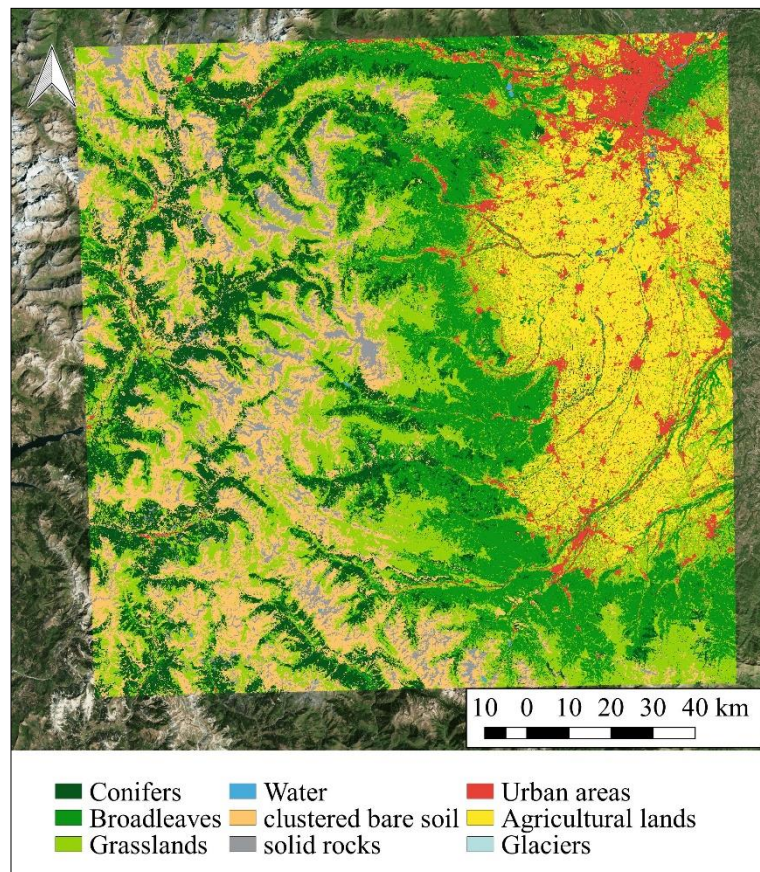 10 0 10 20 30 40 km
Conifers Water Urban areas
Broadleaves clustered bare soil Agricultural lands
Grasslands solid rocks Glaciers